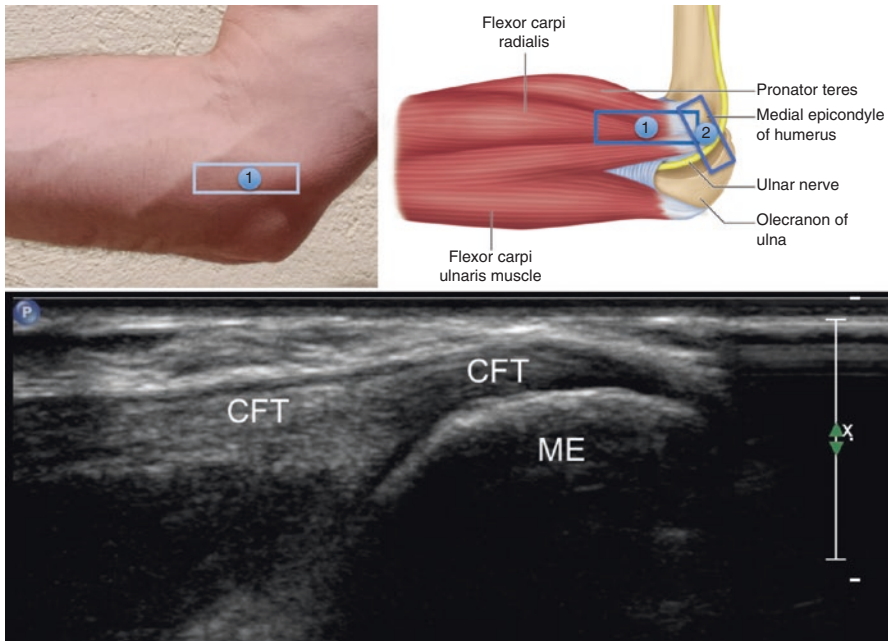 1
Flexor carpi
radialis
Pronator teres
1
Medial epicondyle
of humerus
2
Ulnar nerve
Olecranon of
ulna
Flexor carpi
ulnaris muscle
P
CFT
CFT
ME
X